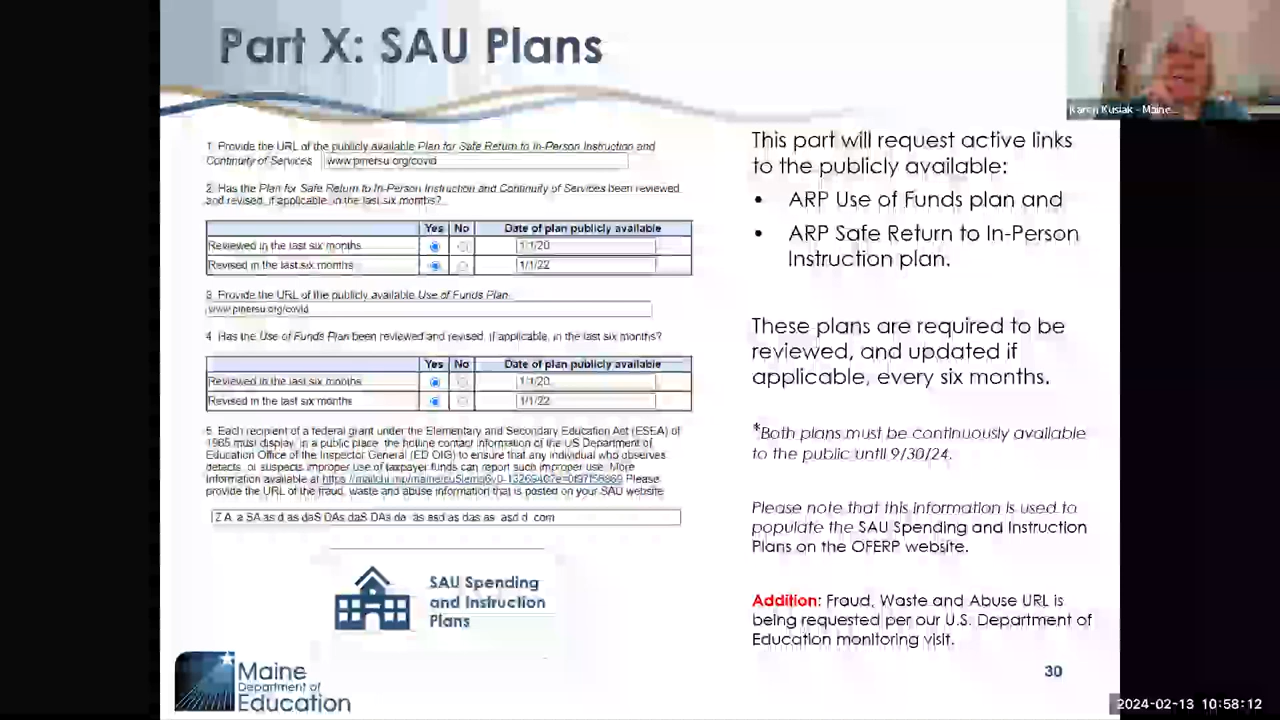 Part X: SAU Plans
Karen Kusiak - Maine...
1. Provide the URL of the publicly available Plan for Safe Return to In-Person Instruction and
Continuity of Services
2. Has the Plan for Safe Return to In-Person Instruction and Continuity of Services been reviewed
and revised, if applicable, in the last six months?
Yes No Date of plan publicly available
Reviewed in the last six months 1/1/20
Revised in the last six months 1/1/22
3. Provide the URL of the publicly available Use of Funds Plan.
4. Has the Use of Funds Plan been reviewed and revised, if applicable, in the last six months?
Yes No Date of plan publicly available
Reviewed in the last six months 1/1/20
Revised in the last six months 1/1/22
5. Each recipient of a federal grant under the Elementary and Secondary Education Act (ESEA) of
1965 must display, in a public place, the hotline contact information of the US Department of
Education Office of the Inspector General (ED OIG) to ensure that any individual who observes,
detects, or suspects improper use of taxpayer funds can report such improper use. More
Information available at Please
provide the URL of the fraud, waste and abuse information that is posted on your SAU website
SAU Spending
and Instruction
Plans
Maine
Department of
Education
This part will request active links
to the publicly available:
• ARP Use of Funds plan and
• ARP Safe Return to In-Person
Instruction plan.
These plans are required to be
reviewed, and updated if
applicable, every six months.
*Both plans must be continuously available
to the public until 9/30/24.
Please note that this information is used to
populate the SAU Spending and Instruction
Plans on the OFERP website.
Addition: Fraud, Waste and Abuse URL is
being requested per our U.S. Department of
Education monitoring visit.
30
2024-02-13 10:58:12